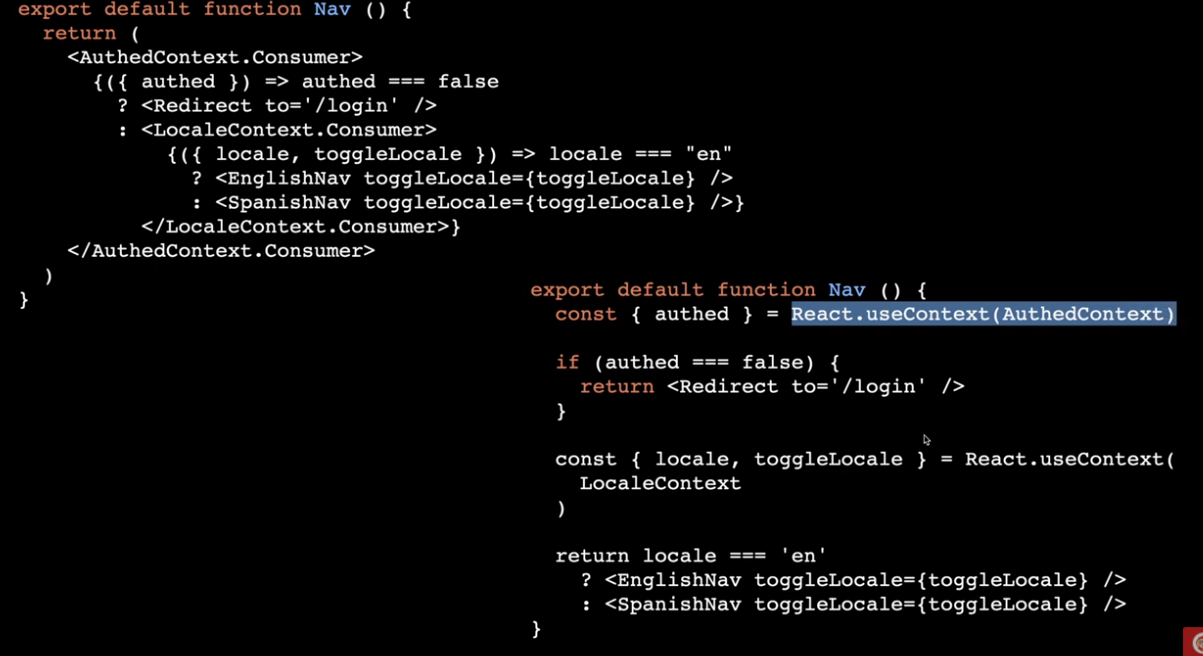 export default function Nav () {
  return (
    <AuthedContext.Consumer>
      {({ authed }) => authed === false
        ? <Redirect to='/login' />
        : <LocaleContext.Consumer>
            {({ locale, toggleLocale }) => locale === "en"
              ? <EnglishNav toggleLocale={toggleLocale} />
              : <SpanishNav toggleLocale={toggleLocale} />}
          </LocaleContext.Consumer>}
    </AuthedContext.Consumer>
  )
}
export default function Nav () {
  const { authed } = React.useContext(AuthedContext)
  if (authed === false) {
    return <Redirect to='/login' />
  }
  const { locale, toggleLocale } = React.useContext(
    LocaleContext
  )
  return locale === 'en'
    ? <EnglishNav toggleLocale={toggleLocale} />
    : <SpanishNav toggleLocale={toggleLocale} />
}